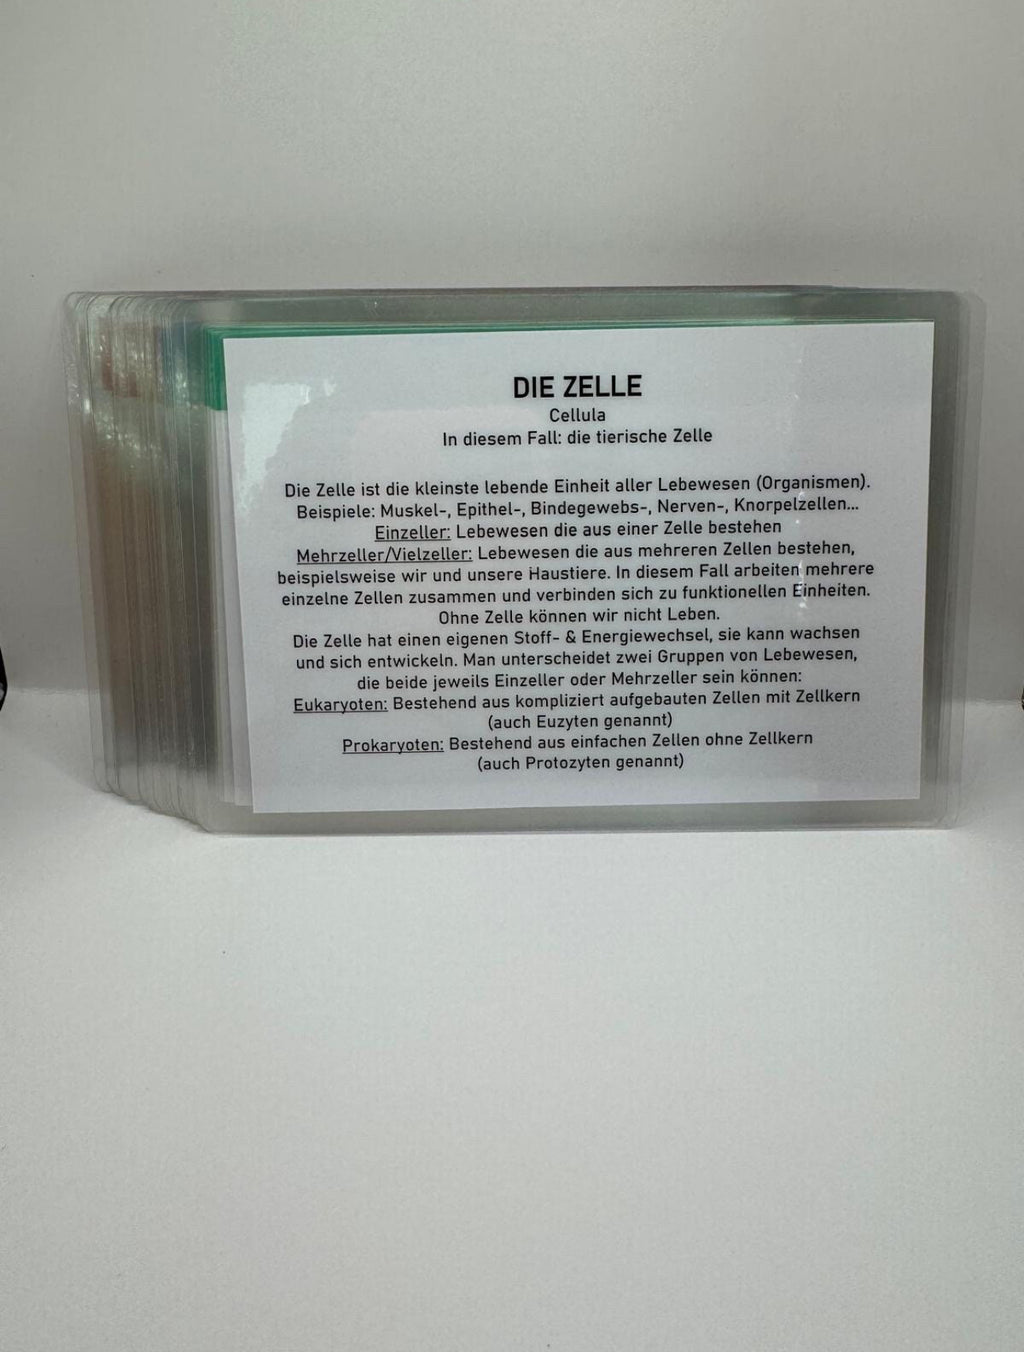 DIE ZELLE
Cellula
In diesem Fall: die tierische Zelle
Die Zelle ist die kleinste lebende Einheit aller Lebewesen (Organismen).
Beispiele: Muskel-, Epithel-, Bindegewebs-, Nerven-, Knorpelzellen...
Einzeller: Lebewesen die aus einer Zelle bestehen
Mehrzeller/Vielzeller: Lebewesen die aus mehreren Zellen bestehen,
beispielsweise wir und unsere Haustiere. In diesem Fall arbeiten mehrere
einzelne Zellen zusammen und verbinden sich zu funktionellen Einheiten.
Ohne Zelle können wir nicht Leben.
Die Zelle hat einen eigenen Stoff- & Energiewechsel, sie kann wachsen
und sich entwickeln. Man unterscheidet zwei Gruppen von Lebewesen,
die beide jeweils Einzeller oder Mehrzeller sein können:
Eukaryoten: Bestehend aus kompliziert aufgebauten Zellen mit Zellkern
(auch Euzyten genannt)
Prokaryoten: Bestehend aus einfachen Zellen ohne Zellkern
(auch Protozyten genannt)